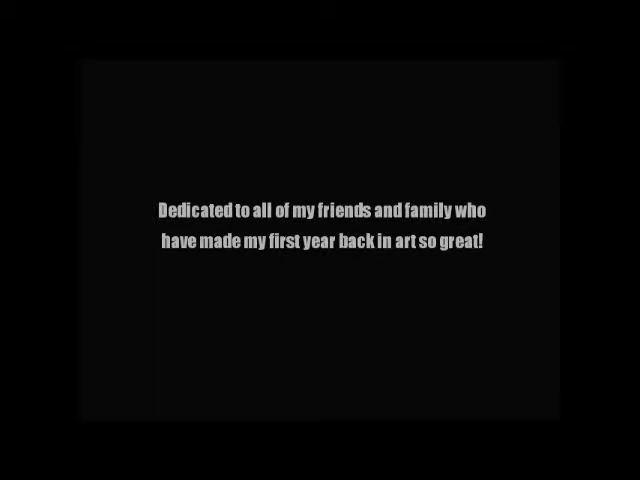 Dedicated to all of my friends and family who
have made my first year back in art so great!